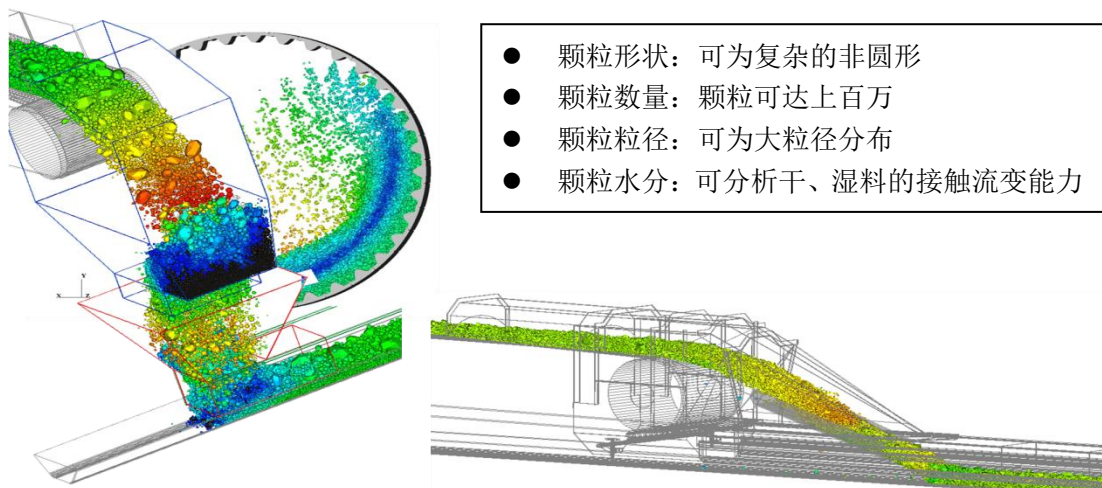 ● 颗粒形状：可为复杂的非圆形
● 颗粒数量：颗粒可达上百万
● 颗粒粒径：可为大粒径分布
● 颗粒水分：可分析干、湿料的接触流变能力
Y
X Z